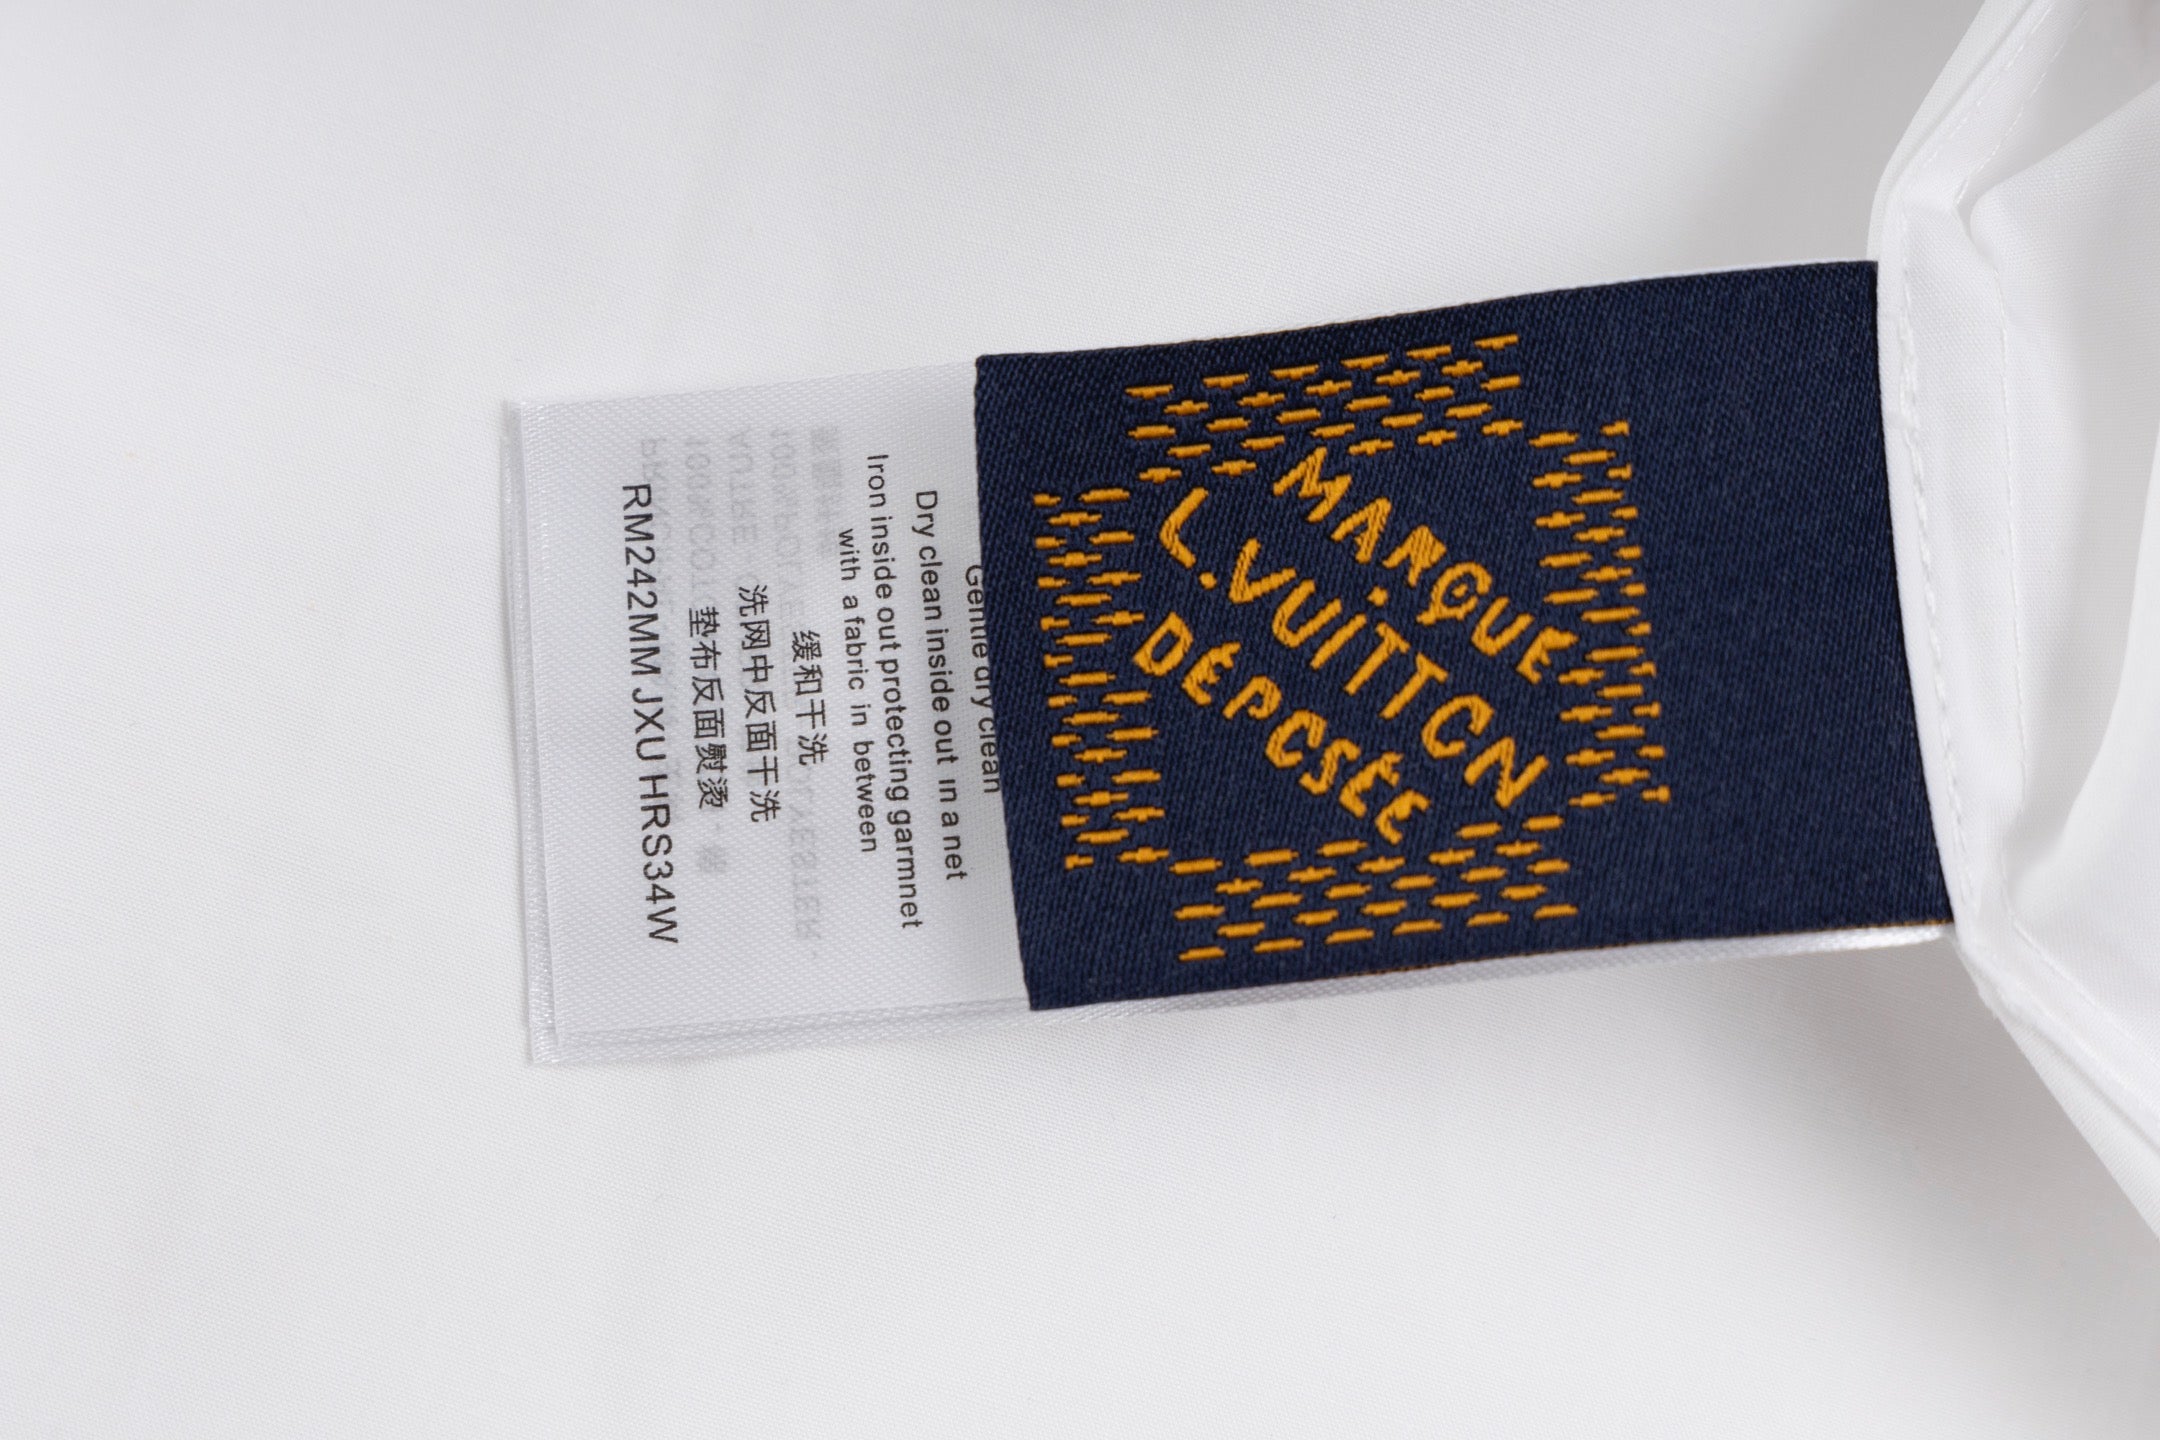 MARQUE
L.VUITTON
DÉPOSÉE
Gentle dry clean
Dry clean inside out in a net
Iron inside out protecting garmnet
with a fabric in between
缓和干洗
洗网中反面干洗
垫布反面熨烫
RM242MM JXU HRS34W